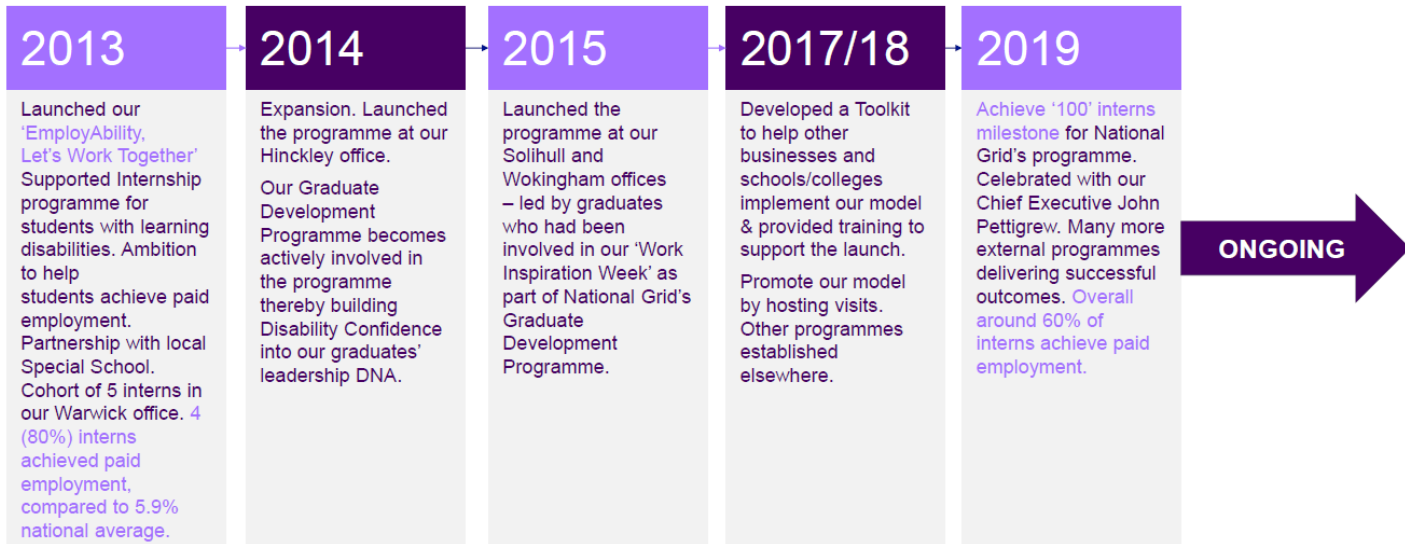 2013
Launched our
‘EmployAbility,
Let’s Work Together’
Supported Internship
programme for
students with learning
disabilities. Ambition
to help
students achieve paid
employment.
Partnership with local
Special School.
Cohort of 5 interns in
our Warwick office. 4
(80%) interns
achieved paid
employment,
compared to 5.9%
national average.
2014
Expansion. Launched
the programme at our
Hinckley office.
Our Graduate
Development
Programme becomes
actively involved in
the programme
thereby building
Disability Confidence
into our graduates’
leadership DNA.
2015
Launched the
programme at our
Solihull and
Wokingham offices
– led by graduates
who had been
involved in our ‘Work
Inspiration Week’ as
part of National Grid’s
Graduate
Development
Programme.
2017/18
Developed a Toolkit
to help other
businesses and
schools/colleges
implement our model
& provided training to
support the launch.
Promote our model
by hosting visits.
Other programmes
established
elsewhere.
2019
Achieve ‘100’ interns
milestone for National
Grid’s programme.
Celebrated with our
Chief Executive John
Pettigrew. Many more
external programmes
delivering successful
outcomes. Overall
around 60% of
interns achieve paid
employment.
ONGOING